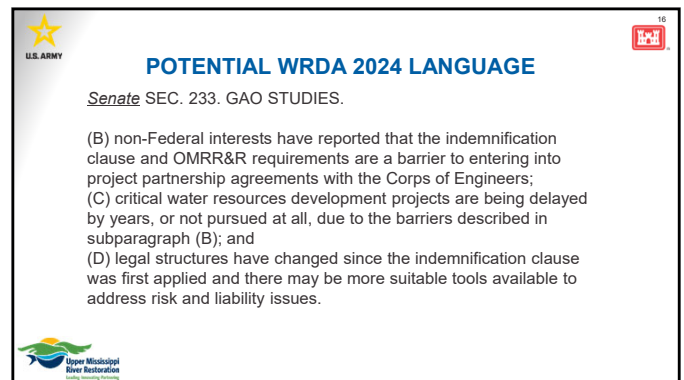 16
U.S. ARMY
POTENTIAL WRDA 2024 LANGUAGE
Senate SEC. 233. GAO STUDIES.
(B) non-Federal interests have reported that the indemnification
clause and OMRR&R requirements are a barrier to entering into
project partnership agreements with the Corps of Engineers;
(C) critical water resources development projects are being delayed
by years, or not pursued at all, due to the barriers described in
subparagraph (B); and
(D) legal structures have changed since the indemnification clause
was first applied and there may be more suitable tools available to
address risk and liability issues.
Upper Mississippi
River Restoration
Leading, Innovating, Partnering